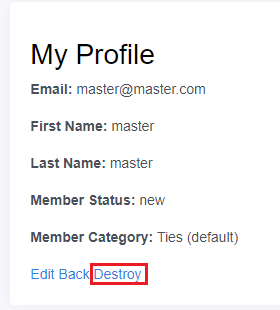 My Profile
Email: master@master.com
First Name: master
Last Name: master
Member Status: new
Member Category: Ties (default)
Edit Back Destroy